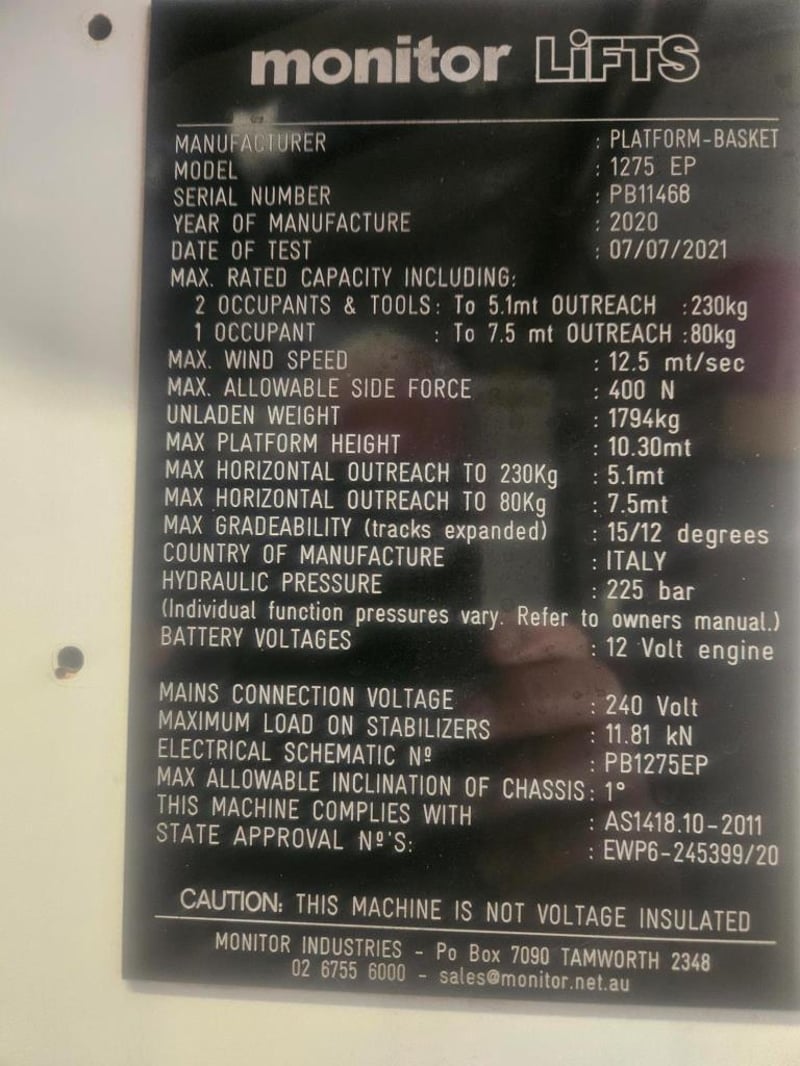 monitor LiFTS
MANUFACTURER : PLATFORM-BASKET
MODEL : 1275 EP
SERIAL NUMBER : PB11468
YEAR OF MANUFACTURE : 2020
DATE OF TEST : 07/07/2021
MAX. RATED CAPACITY INCLUDING:
2 OCCUPANTS & TOOLS: To 5.1mt OUTREACH :230kg
1 OCCUPANT : To 7.5 mt OUTREACH :80kg
MAX. WIND SPEED : 12.5 mt/sec
MAX. ALLOWABLE SIDE FORCE : 400 N
UNLADEN WEIGHT : 1794kg
MAX PLATFORM HEIGHT : 10.30mt
MAX HORIZONTAL OUTREACH TO 230Kg : 5.1mt
MAX HORIZONTAL OUTREACH TO 80Kg : 7.5mt
MAX GRADEABILITY (tracks expanded) : 15/12 degrees
COUNTRY OF MANUFACTURE : ITALY
HYDRAULIC PRESSURE : 225 bar
(Individual function pressures vary. Refer to owners manual.)
BATTERY VOLTAGES : 12 Volt engine
MAINS CONNECTION VOLTAGE : 240 Volt
MAXIMUM LOAD ON STABILIZERS : 11.81 kN
ELECTRICAL SCHEMATIC Nº : PB1275EP
MAX ALLOWABLE INCLINATION OF CHASSIS: 1°
THIS MACHINE COMPLIES WITH : AS1418.10-2011
STATE APPROVAL Nº'S: : EWP6-245399/20
CAUTION: THIS MACHINE IS NOT VOLTAGE INSULATED
MONITOR INDUSTRIES - Po Box 7090 TAMWORTH 2348
02 6755 6000 - sales@monitor.net.au